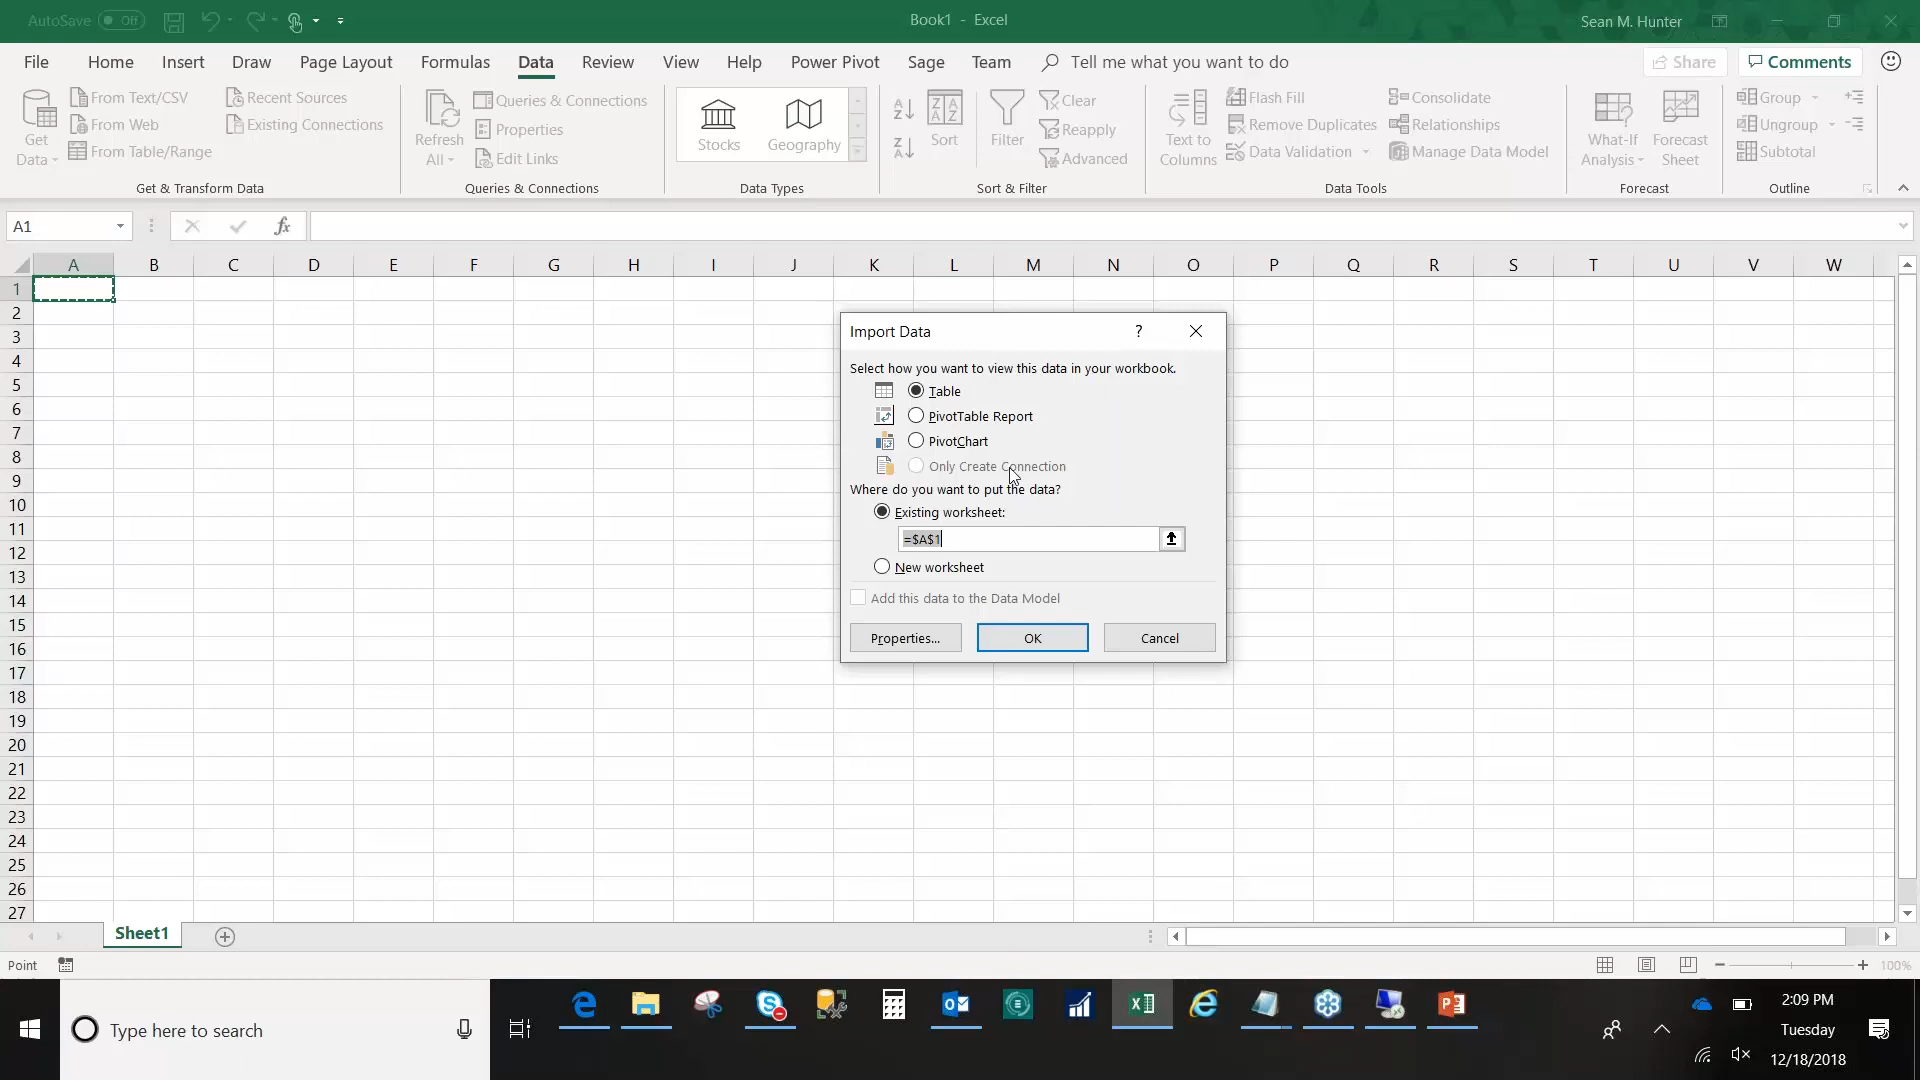 AutoSave Off
Book1 - Excel
Sean M. Hunter
File Home Insert Draw Page Layout Formulas Data Review View Help Power Pivot Sage Team Tell me what you want to do Share Comments
Get Data
From Text/CSV
From Web
From Table/Range
Recent Sources
Existing Connections
Get & Transform Data
Refresh All
Queries & Connections
Properties
Edit Links
Queries & Connections
Stocks
Geography
Data Types
Sort
Filter
Clear
Reapply
Advanced
Sort & Filter
Text to Columns
Flash Fill
Remove Duplicates
Data Validation
Consolidate
Relationships
Manage Data Model
Data Tools
What-If Analysis
Forecast Sheet
Forecast
Group
Ungroup
Subtotal
Outline
A1
fx
A B C D E F G H I J K L M N O P Q R S T U V W
1
2
3
4
5
6
7
8
9
10
11
12
13
14
15
16
17
18
19
20
21
22
23
24
25
26
27
Import Data ?
Select how you want to view this data in your workbook.
Table
PivotTable Report
PivotChart
Only Create Connection
Where do you want to put the data?
Existing worksheet:
=$A$1
New worksheet
Add this data to the Data Model
Properties... OK Cancel
Sheet1
Point
100%
Type here to search
2:09 PM
Tuesday
12/18/2018